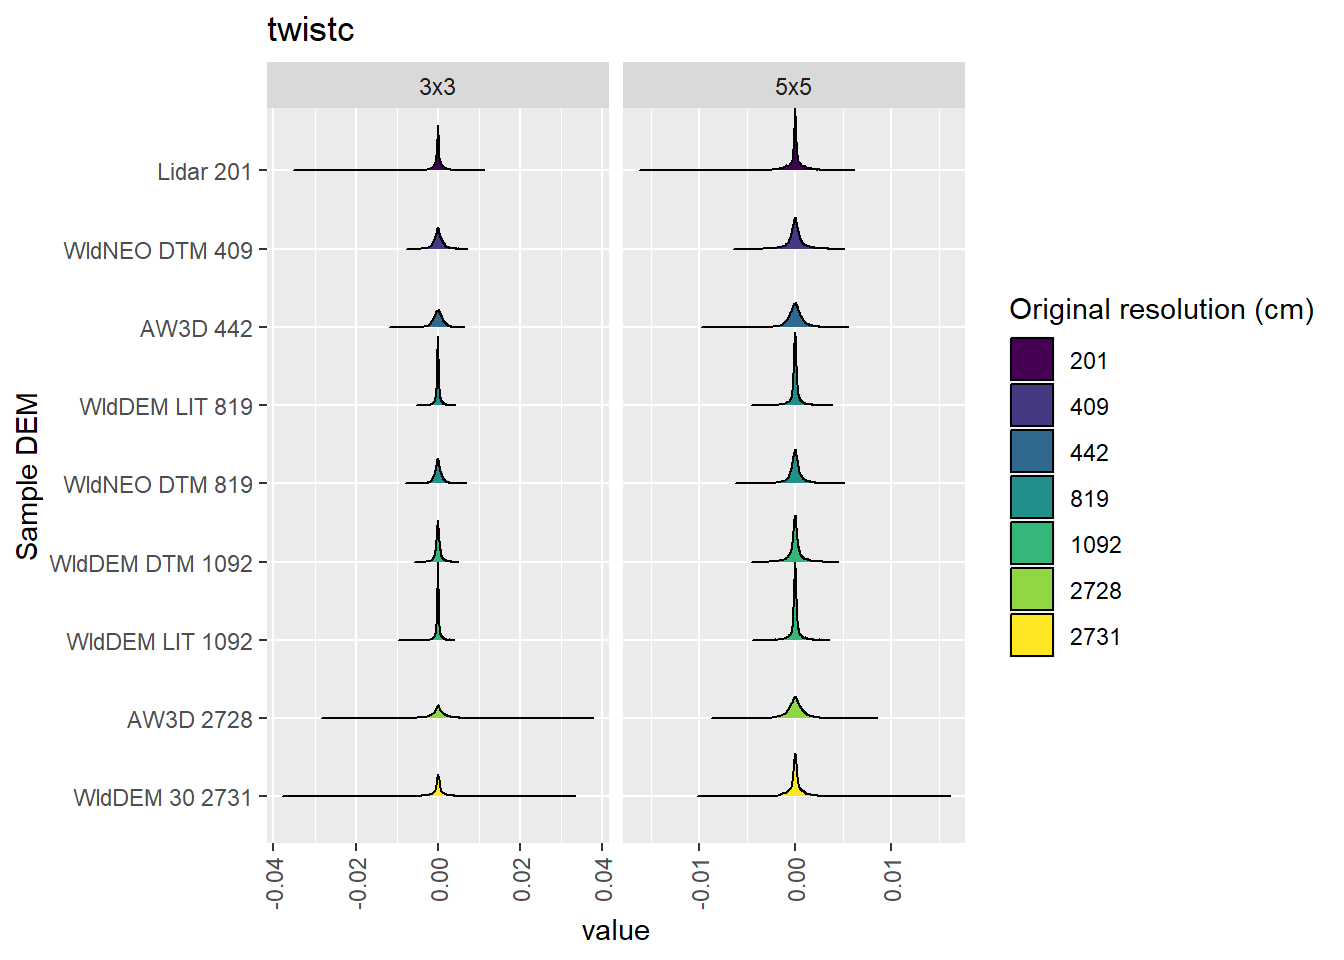 twistc
3x3
5x5
Sample DEM
Lidar 201
WldNEO DTM 409
AW3D 442
WldDEM LIT 819
WldNEO DTM 819
WldDEM DTM 1092
WldDEM LIT 1092
AW3D 2728
WldDEM 30 2731
-0.04
-0.02
0.00
0.02
0.04
-0.01
0.00
0.01
value
Original resolution (cm)
201
409
442
819
1092
2728
2731